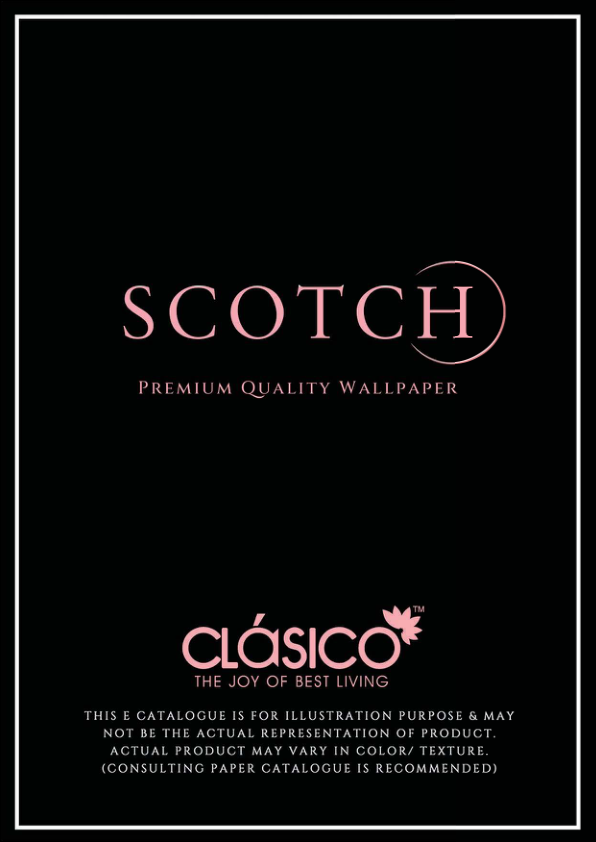 SCOTCH
PREMIUM QUALITY WALLPAPER
CLÁSICO™
THE JOY OF BEST LIVING
THIS E CATALOGUE IS FOR ILLUSTRATION PURPOSE & MAY
NOT BE THE ACTUAL REPRESENTATION OF PRODUCT.
ACTUAL PRODUCT MAY VARY IN COLOR/ TEXTURE.
(CONSULTING PAPER CATALOGUE IS RECOMMENDED)